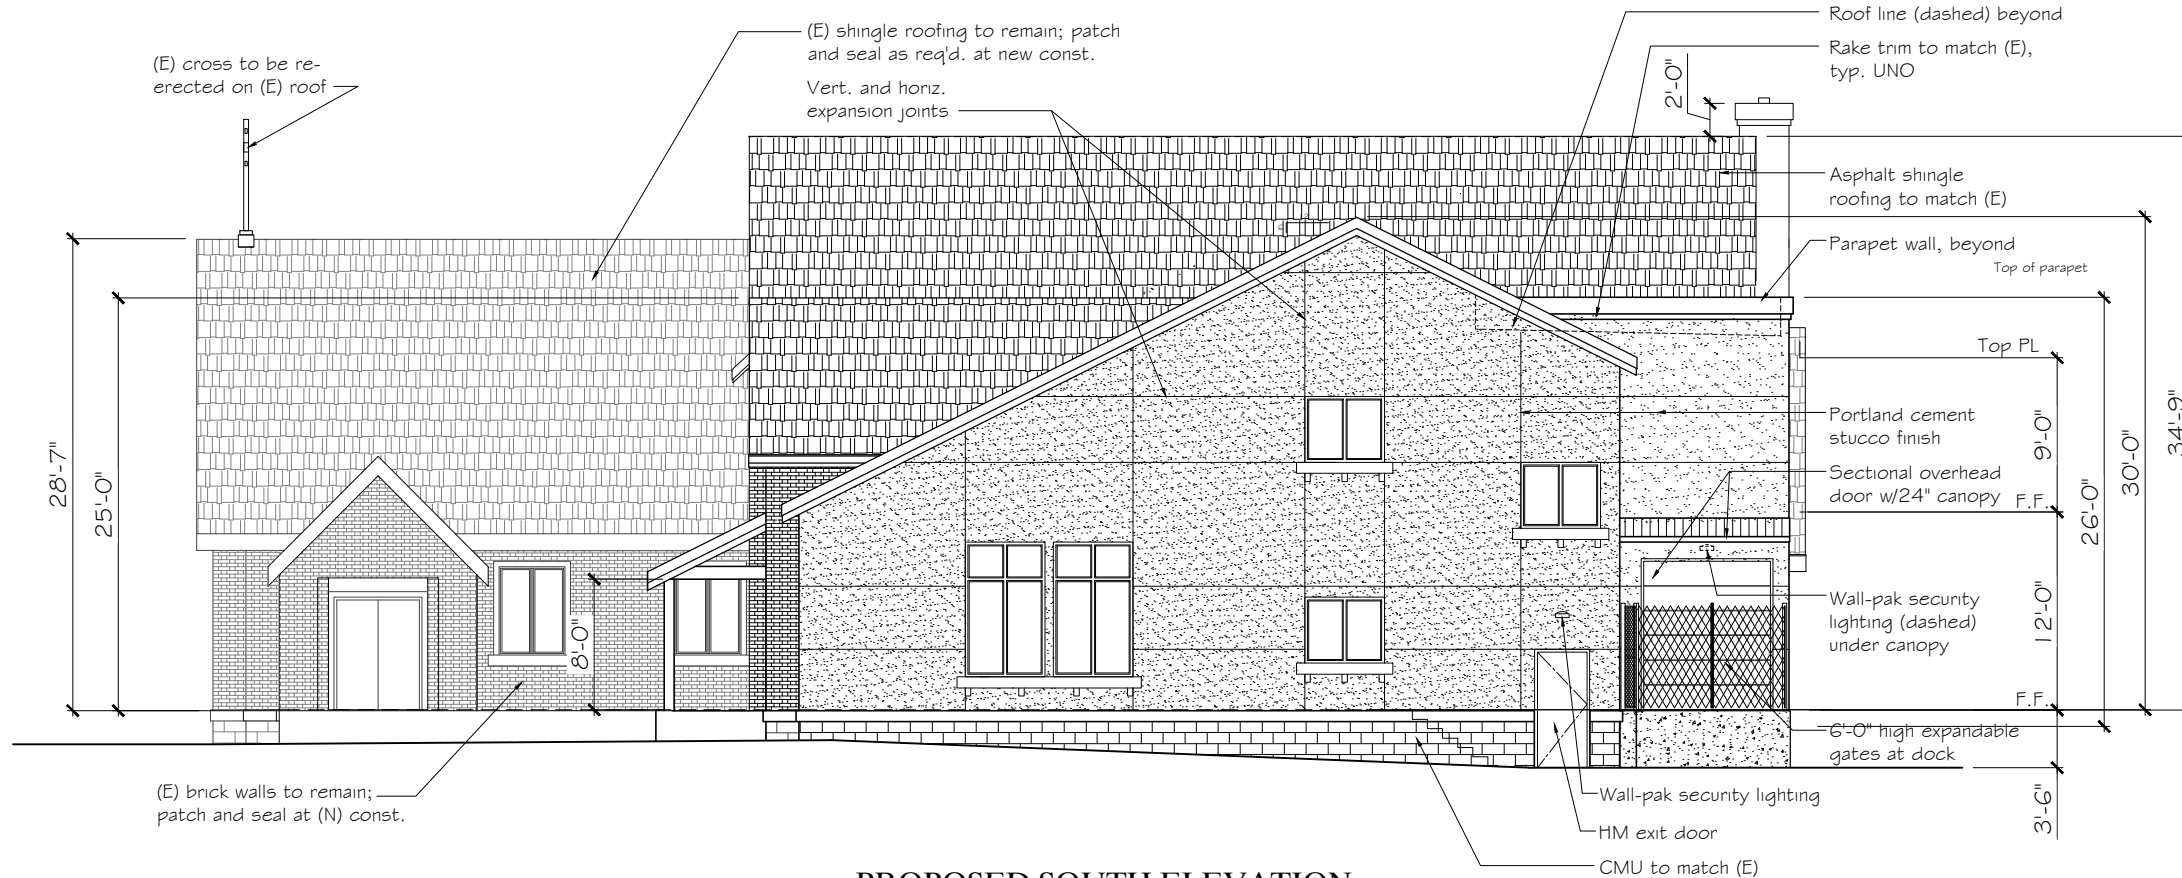 (E) cross to be re-
erected on (E) roof
(E) shingle roofing to remain; patch
and seal as req'd. at new const.
Vert. and horiz.
expansion joints
Roof line (dashed) beyond
Rake trim to match (E),
typ. UNO
2'-0"
Asphalt shingle
roofing to match (E)
Parapet wall, beyond
Top of parapet
Top PL
Portland cement
stucco finish
Sectional overhead
door w/24" canopy
F.F.
Wall-pak security
lighting (dashed)
under canopy
F.F.
6'-0" high expandable
gates at dock
28'-7"
25'-0"
8'-0"
9'-0"
12'-0"
26'-0"
30'-0"
34'-9"
3'-6"
(E) brick walls to remain;
patch and seal at (N) const.
Wall-pak security lighting
HM exit door
CMU to match (E)
PROPOSED SOUTH ELEVATION